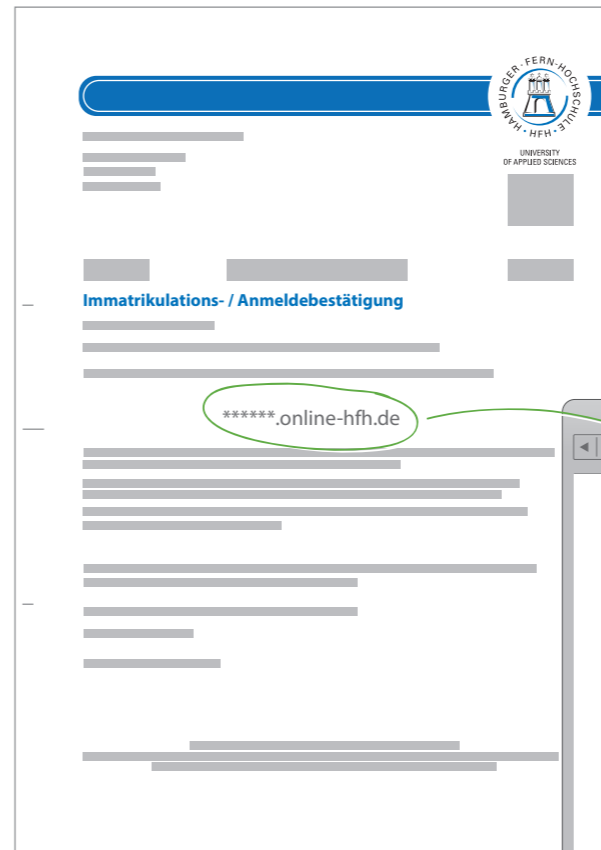 HAMBURGER-FERN-HOCHSCHULE
· HFH ·
UNIVERSITY
OF APPLIED SCIENCES
Immatrikulations- / Anmeldebestätigung
******.online-hfh.de